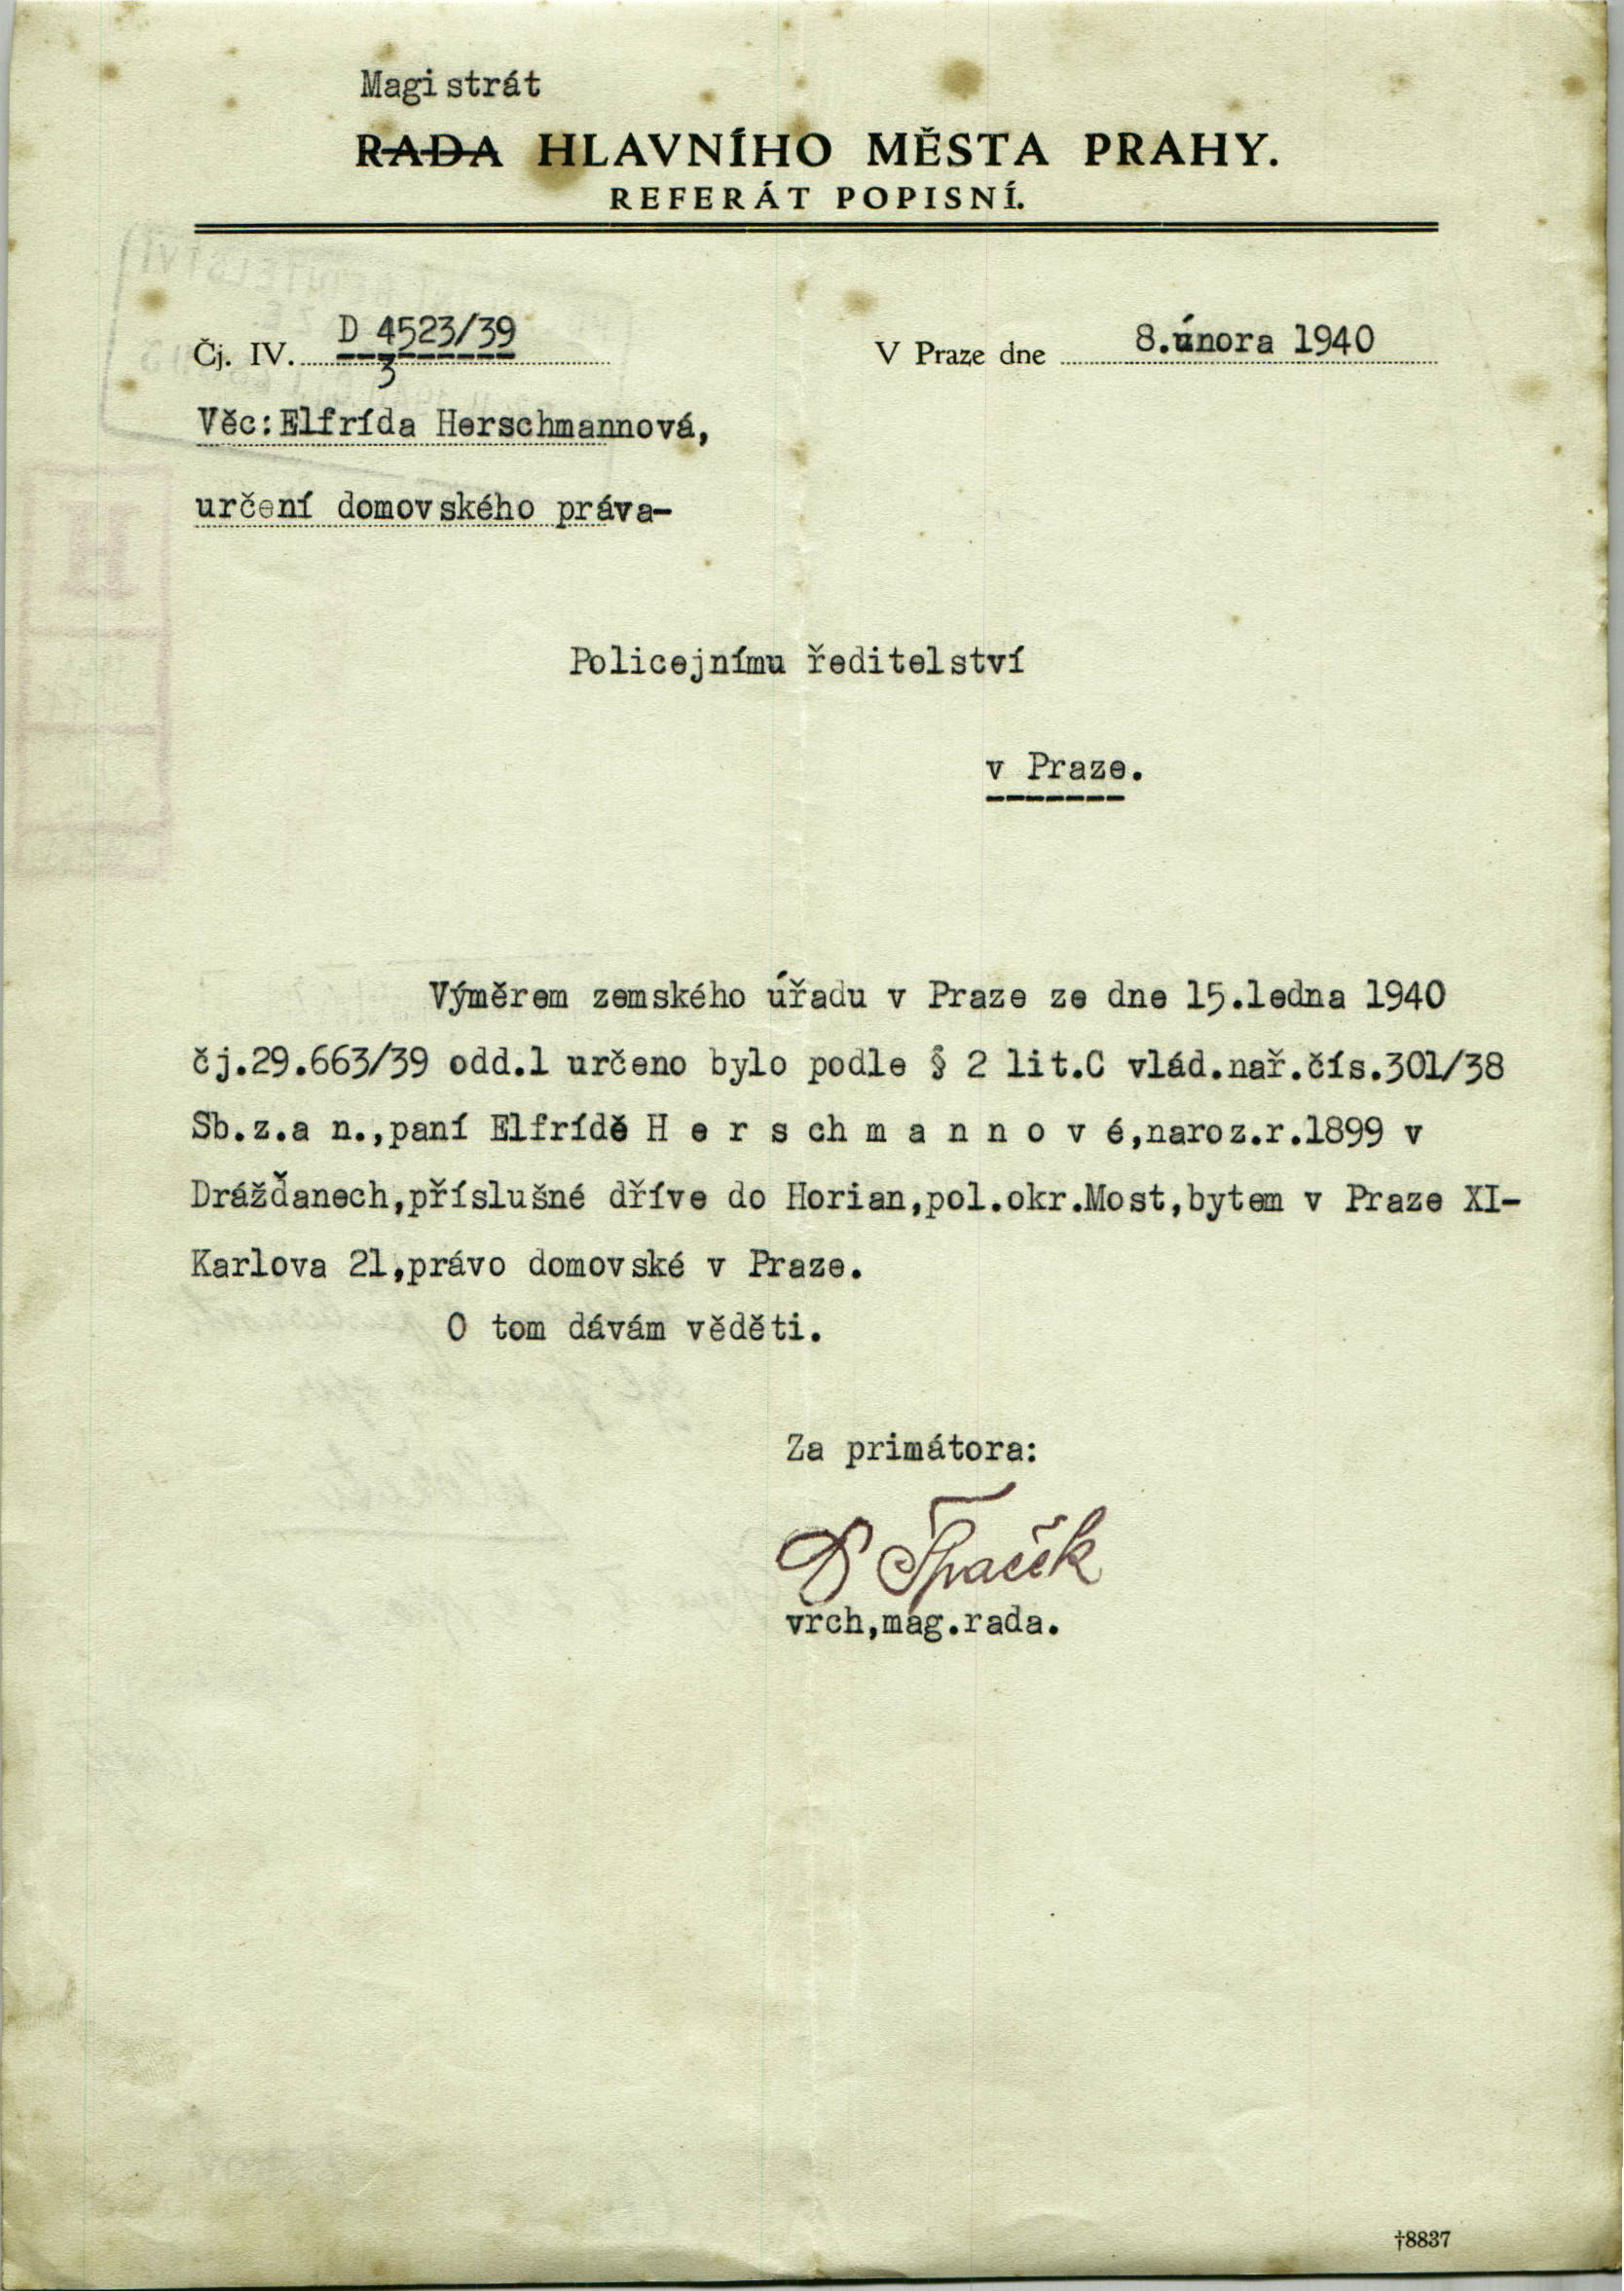 Magistrát
RADA HLAVNÍHO MĚSTA PRAHY.
REFERÁT POPISNÍ.
Čj. IV. D 4523/39
3
V Praze dne 8.února 1940
Věc:Elfrída Herschmannová,
určení domovského práva-
Policejnímu ředitelství
v Praze.
Výměrem zemského úřadu v Praze ze dne 15.ledna 1940
čj.29.663/39 odd.1 určeno bylo podle § 2 lit.C vlád.nař.čís.301/38
Sb.z.a n.,paní Elfrídě H e r s ch m a n n o v é,naroz.r.1899 v
Drážďanech,příslušné dříve do Horian,pol.okr.Most,bytem v Praze XI-
Karlova 21,právo domovské v Praze.
O tom dávám věděti.
Za primátora:
Dr Špaček
vrch,mag.rada.
†8837